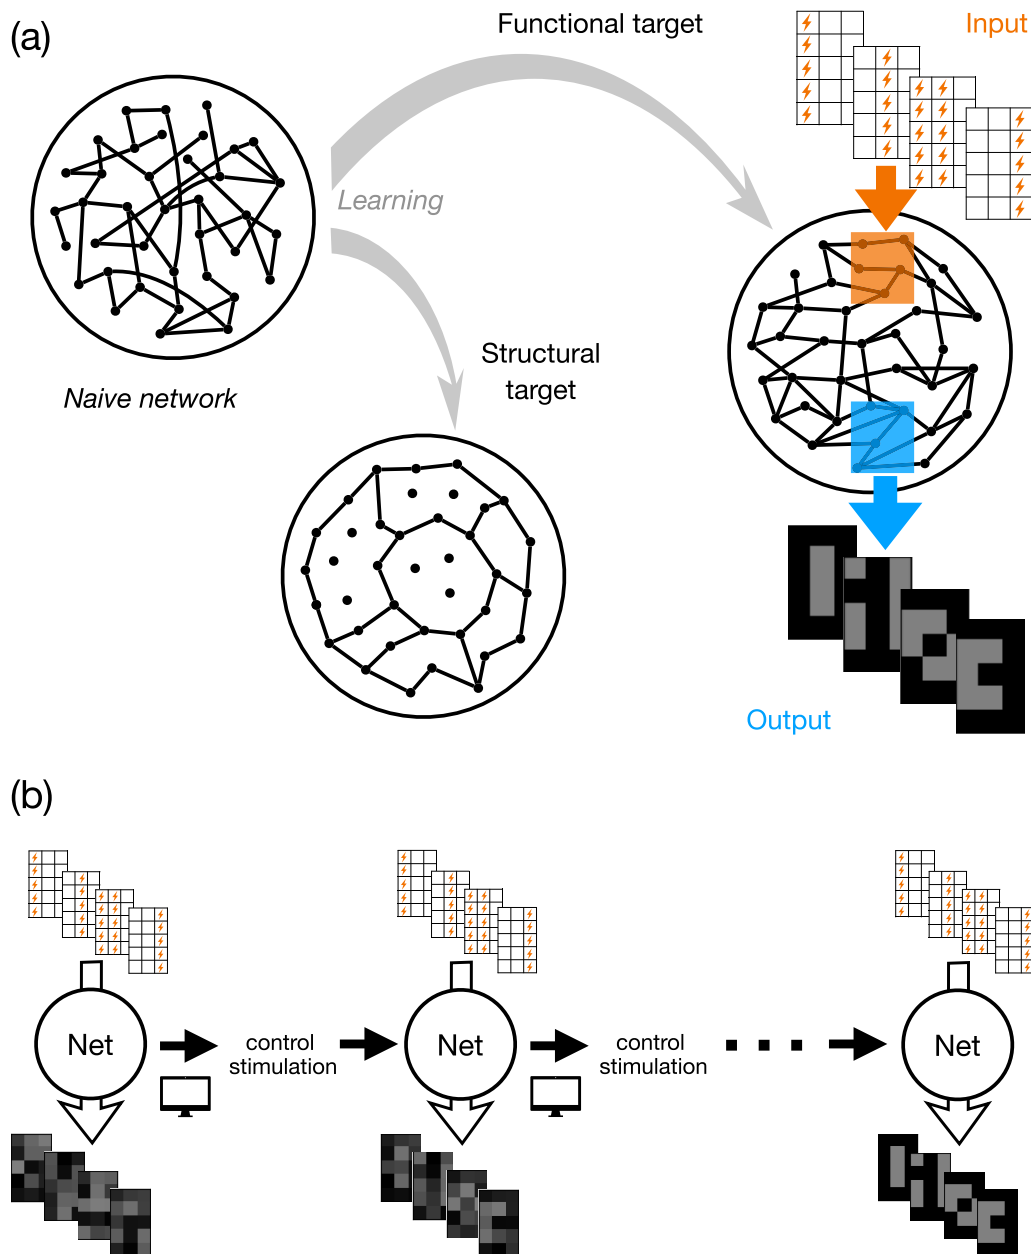 (a)
Functional target
Input
Learning
Structural
target
Naive network
Output
(b)
Net
control
stimulation
Net
control
stimulation
Net